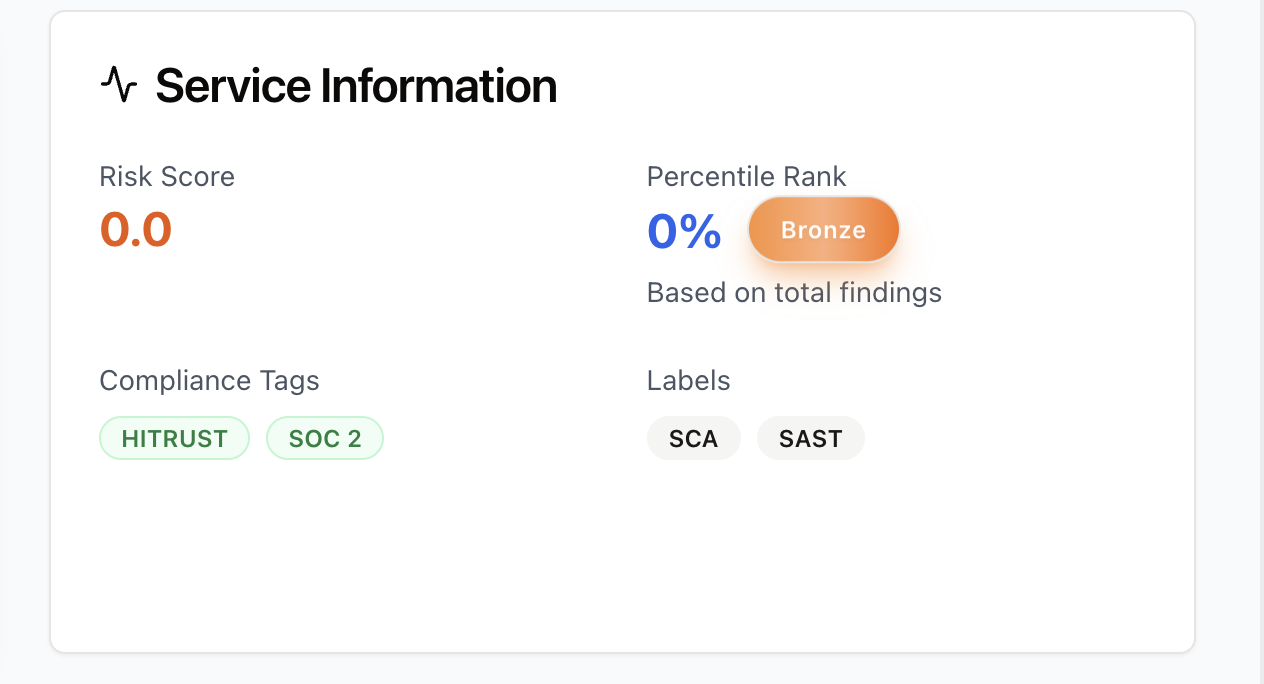 Service Information
Risk Score
0.0
Percentile Rank
0% Bronze
Based on total findings
Compliance Tags
HITRUST SOC 2
Labels
SCA SAST